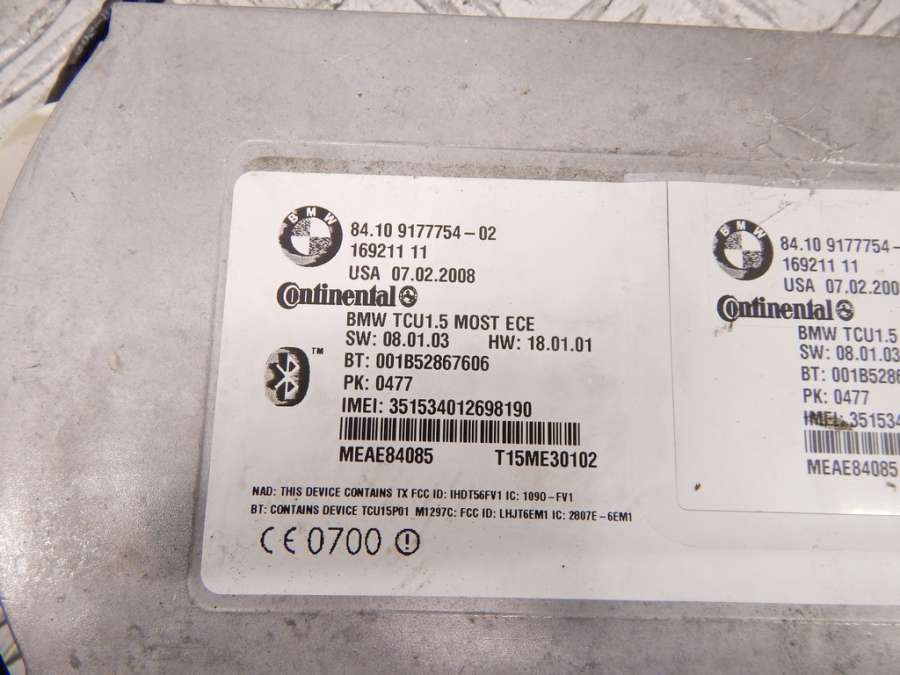 BMW
84.10 9177754-02
169211 11
USA 07.02.2008
Continental
BMW TCU1.5 MOST ECE
SW: 08.01.03 HW: 18.01.01
™
BT: 001B52867606
PK: 0477
IMEI: 351534012698190
MEAE84085 T15ME30102
NAD: THIS DEVICE CONTAINS TX FCC ID: IHDT56FV1 IC: 1090-FV1
BT: CONTAINS DEVICE TCU15P01 M1297C: FCC ID: LHJT6EM1 IC: 2807E-6EM1
CE 0700
BMW
84.10 9177754-
169211 11
USA 07.02.200
Continental
BMW TCU1.5
SW: 08.01.03
BT: 001B5286
PK: 0477
IMEI: 351534
MEAE84085